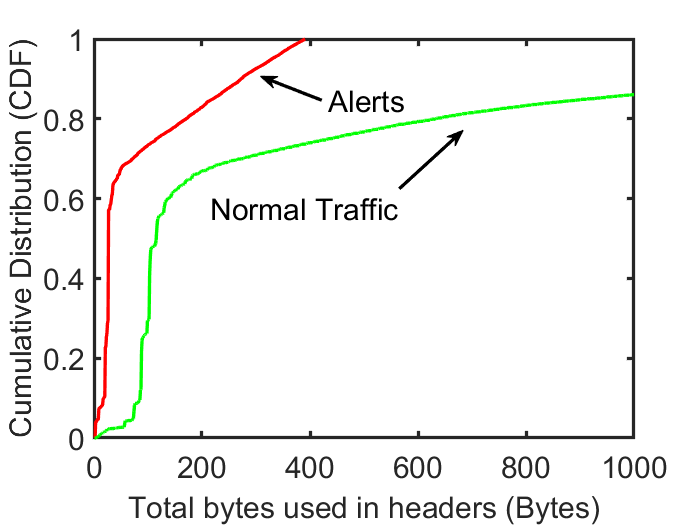 Cumulative Distribution (CDF)
1
0.8
0.6
0.4
0.2
0
Alerts
Normal Traffic
0 200 400 600 800 1000
Total bytes used in headers (Bytes)